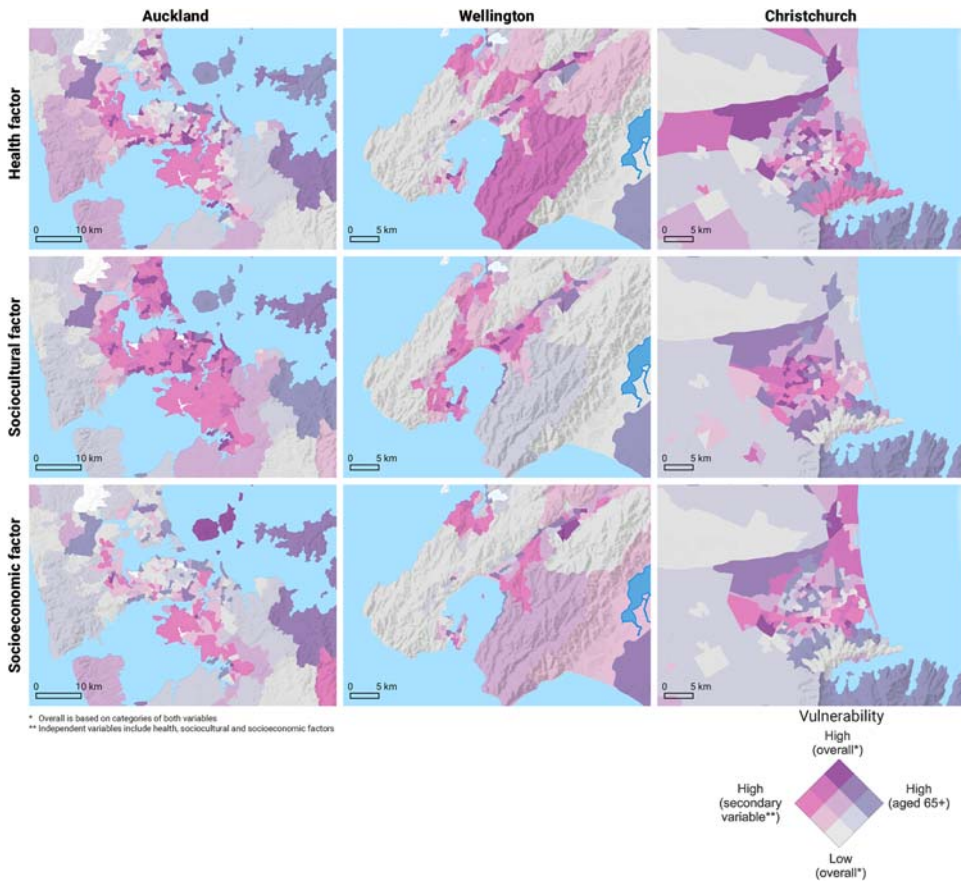 Auckland
Wellington
Christchurch
Health factor
0 10 km
0 5 km
0 5 km
Sociocultural factor
0 10 km
0 5 km
0 5 km
Socioeconomic factor
0 10 km
0 5 km
0 5 km
* Overall is based on categories of both variables
** Independent variables include health, sociocultural and socioeconomic factors
Vulnerability
High
(overall*)
High
(secondary
variable**)
High
(aged 65+)
Low
(overall*)